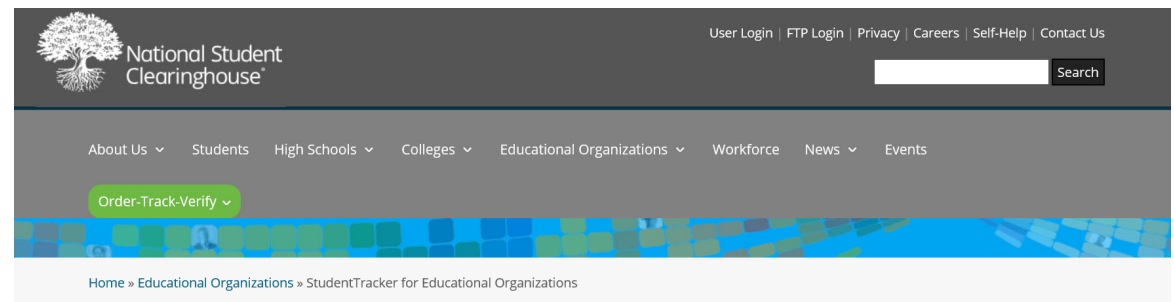 National Student
Clearinghouse®
User Login | FTP Login | Privacy | Careers | Self-Help | Contact Us
Search
About Us Students High Schools Colleges Educational Organizations Workforce News Events
Order-Track-Verify
Home » Educational Organizations » StudentTracker for Educational Organizations